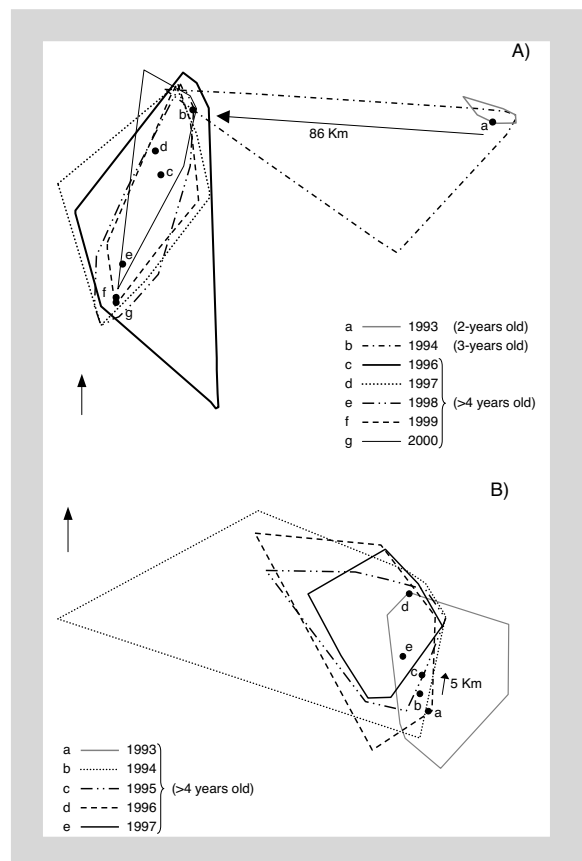 A)
b
a
86 Km
d
c
e
f
g
a 1993 (2-years old)
b 1994 (3-years old)
c 1996
d 1997
e 1998 (>4 years old)
f 1999
g 2000
B)
d
e
c
5 Km
b
a
a 1993
b 1994
c 1995 (>4 years old)
d 1996
e 1997